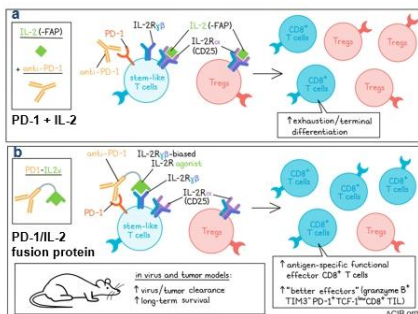 a
IL-2 (-FAP)
+ anti-PD-1
PD-1 + IL-2
PD-1
anti-PD-1
IL-2Rγβ
IL-2 (-FAP)
IL-2Rα
(CD25)
stem-like
T cells
Tregs
CD8+
T cells
Tregs
Tregs
CD8+
T cells
Tregs
Tregs
↑ exhaustion/terminal
differentiation
b
PD1-IL2v
PD-1/IL-2
fusion protein
anti-PD-1
IL-2Rγβ-biased
IL-2R agonist
IL-2Rγβ
PD-1
IL-2Rα
(CD25)
stem-like
T cells
Tregs
CD8+
T cells
CD8+
T cells
CD8+
T cells
CD8+
T cells
Tregs
in virus and tumor models:
↑ virus/tumor clearance
↑ long-term survival
↑ antigen-specific functional
effector CD8+ T cells
↑ "better effectors" (granzyme B+
TIM3- PD-1+TCF-1lowCD8+ TIL)